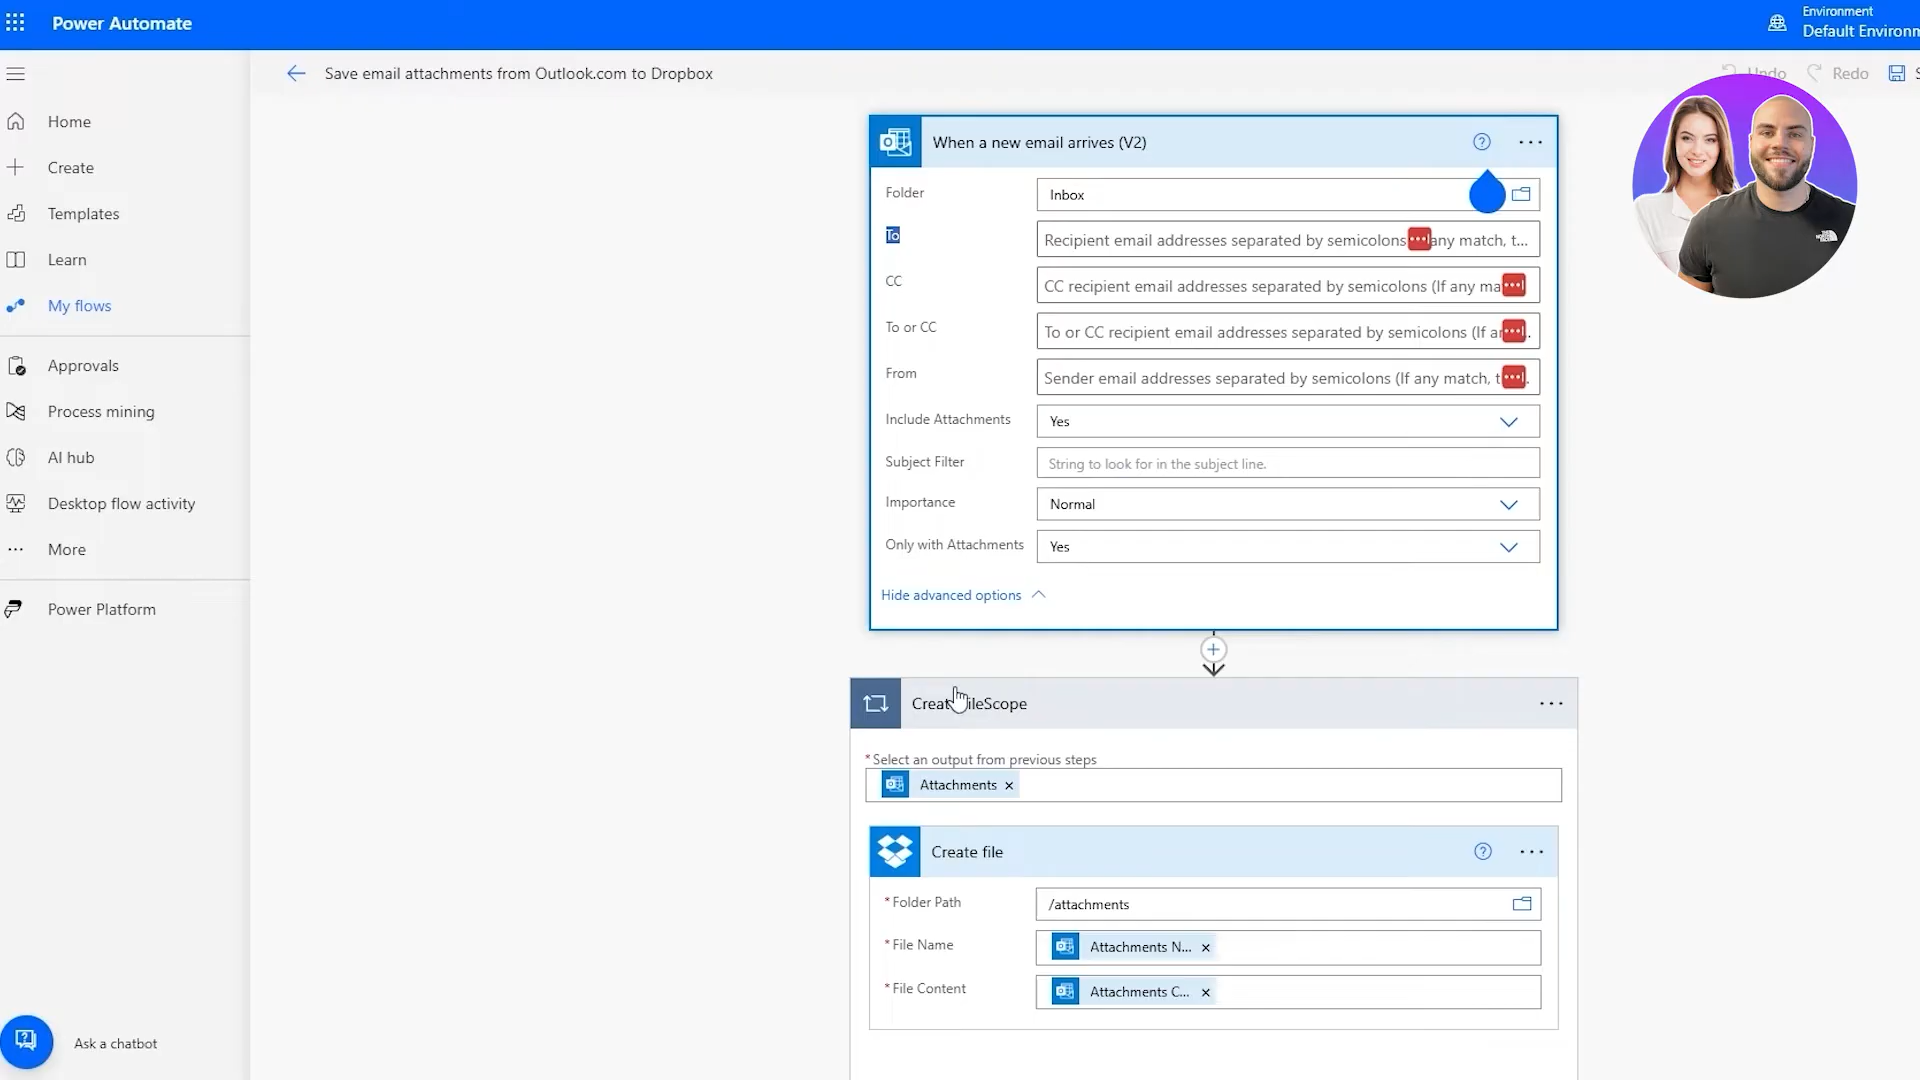 Power Automate
Environment
Default Environm
Save email attachments from Outlook.com to Dropbox
Undo
Redo
S
Home
Create
Templates
Learn
My flows
Approvals
Process mining
AI hub
Desktop flow activity
More
Power Platform
Ask a chatbot
When a new email arrives (V2)
Folder
Inbox
To
Recipient email addresses separated by semicolons any match, t...
CC
CC recipient email addresses separated by semicolons (If any ma
To or CC
To or CC recipient email addresses separated by semicolons (If a
From
Sender email addresses separated by semicolons (If any match, t
Include Attachments
Yes
Subject Filter
String to look for in the subject line.
Importance
Normal
Only with Attachments
Yes
Hide advanced options
*Select an output from previous steps
Attachments ×
Create file
*Folder Path
/attachments
*File Name
Attachments N... ×
*File Content
Attachments C... ×